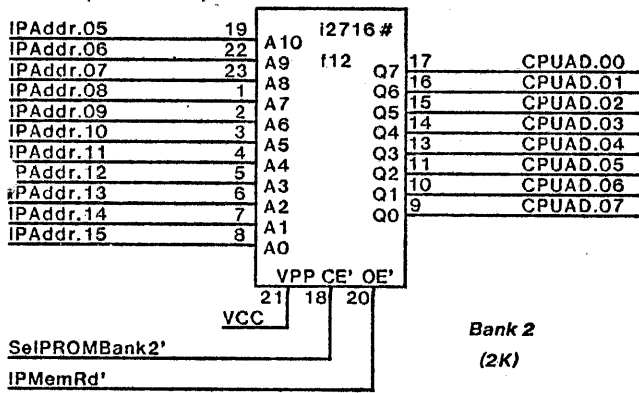 IPAddr.05 19 A10 i2716#
IPAddr.06 22 A9 f12 Q7 17 CPUAD.00
IPAddr.07 23 A8 Q6 16 CPUAD.01
IPAddr.08 1 A7 Q5 15 CPUAD.02
IPAddr.09 2 A6 Q4 14 CPUAD.03
IPAddr.10 3 A5 Q3 13 CPUAD.04
IPAddr.11 4 A4 Q2 11 CPUAD.05
PAddr.12 5 A3 Q1 10 CPUAD.06
PAddr.13 6 A2 Q0 9 CPUAD.07
IPAddr.14 7 A1
IPAddr.15 8 A0
VPP CE' OE'
21 18 20
VCC
SelPROMBank2'
IPMemRd'
Bank 2
(2K)